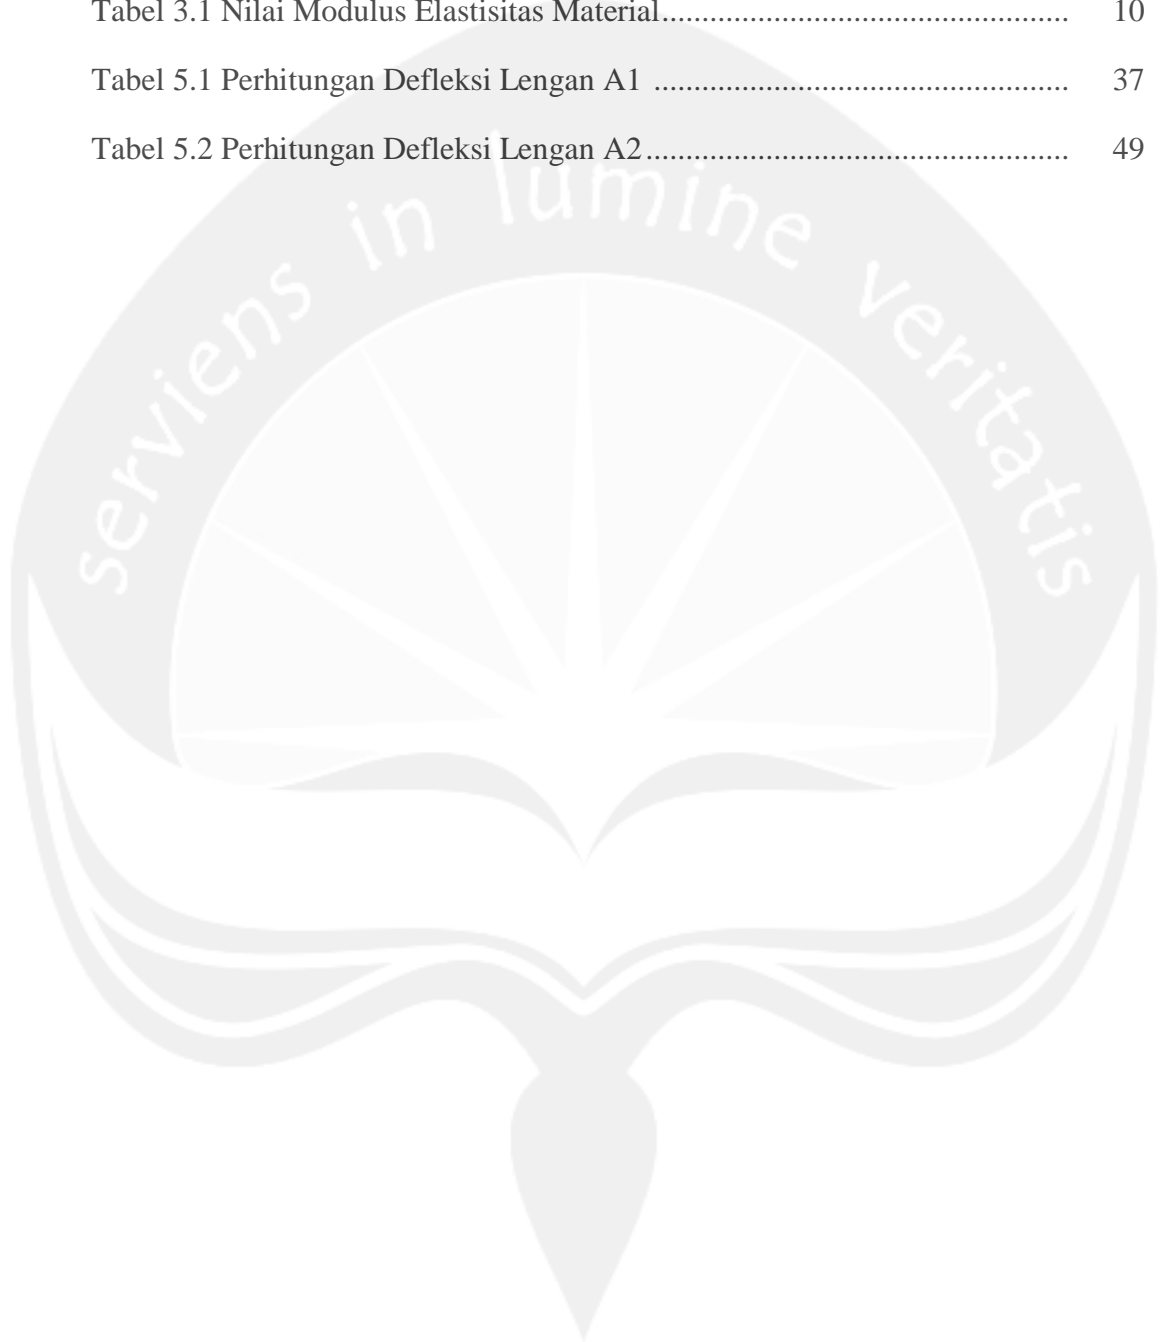 Tabel 3.1 Nilai Modulus Elastisitas Material................................................... 10
Tabel 5.1 Perhitungan Defleksi Lengan A1 .................................................... 37
Tabel 5.2 Perhitungan Defleksi Lengan A2..................................................... 49
serviens in lumine veritatis